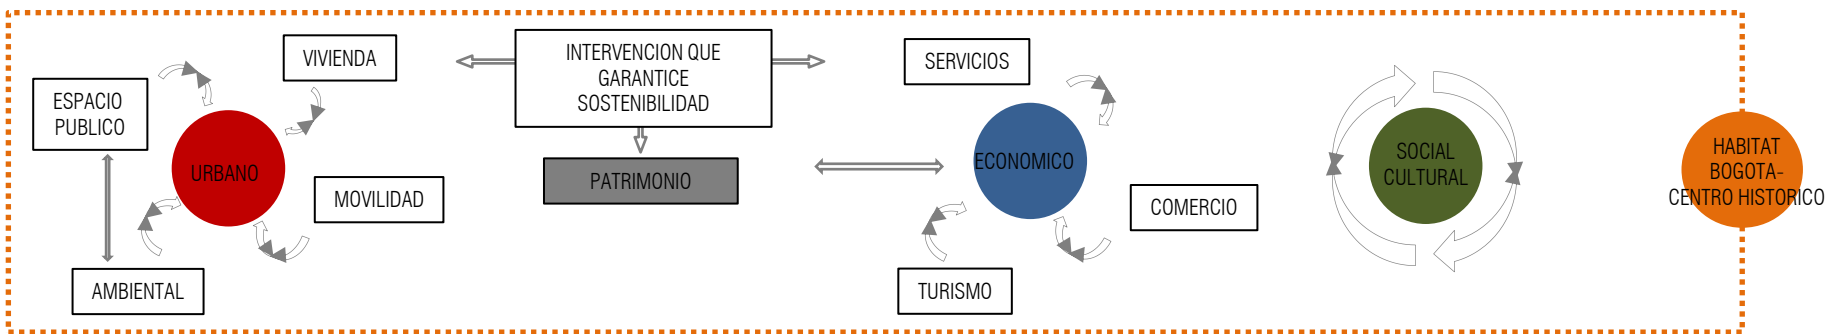 VIVIENDA
ESPACIO
PUBLICO
URBANO
MOVILIDAD
AMBIENTAL
INTERVENCION QUE
GARANTICE
SOSTENIBILIDAD
PATRIMONIO
SERVICIOS
ECONOMICO
COMERCIO
TURISMO
SOCIAL
CULTURAL
HABITAT
BOGOTA-
CENTRO HISTORICO